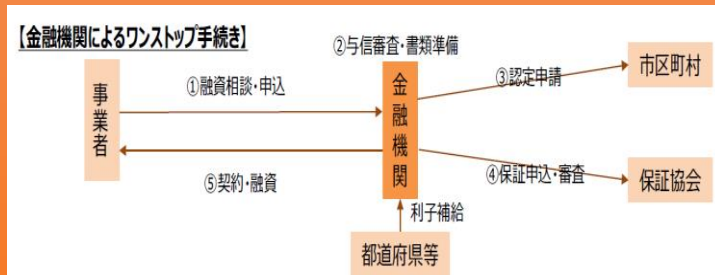 【金融機関によるワンストップ手続き】
②与信審査・書類準備
市区町村
③認定申請
①融資相談・申込
事業者
金融機関
④保証申込・審査
保証協会
⑤契約・融資
利子補給
都道府県等